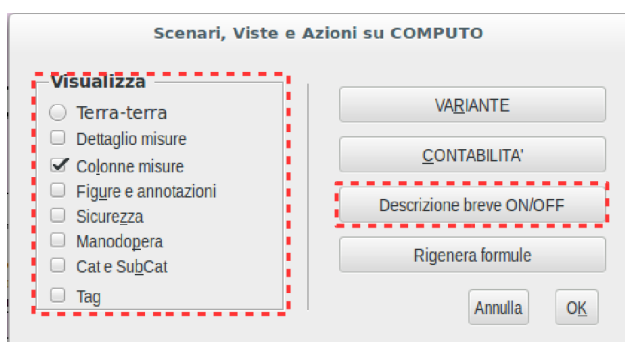 Scenari, Viste e Azioni su COMPUTO
Visualizza
Terra-terra
Dettaglio misure
Colonne misure
Figure e annotazioni
Sicurezza
Manodopera
Cat e SubCat
Tag
VARIANTE
CONTABILITA'
Descrizione breve ON/OFF
Rigenera formule
Annulla
OK